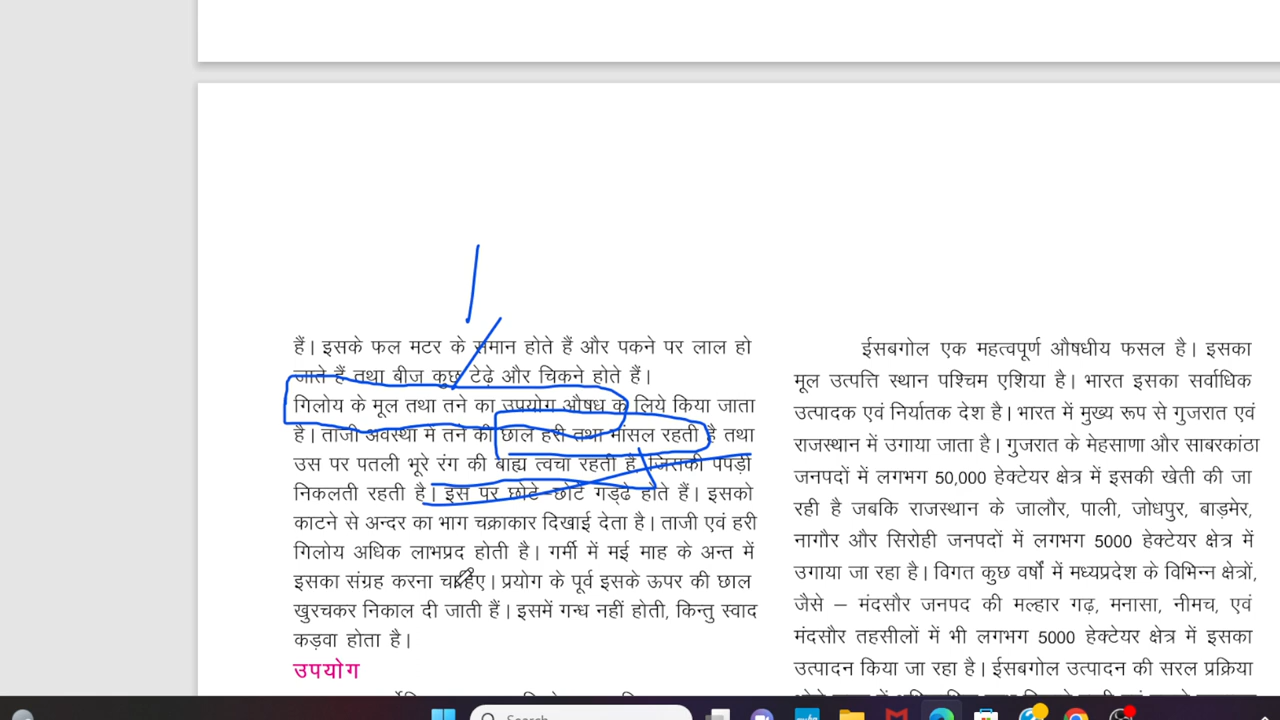 हैं। इसके फल मटर के समान होते हैं और पकने पर लाल हो
जाते हैं तथा बीज कुछ टेढ़े और चिकने होते हैं।
गिलोय के मूल तथा तने का उपयोग औषध के लिये किया जाता
है। ताजी अवस्था में तने की छाल हरी तथा मांसल रहती है तथा
उस पर पतली भूरे रंग की बाह्य त्वचा रहती हैं जिसकी पपड़ी
निकलती रहती है। इस पर छोटे-छोटे गड्ढे होते हैं। इसको
काटने से अन्दर का भाग चक्राकार दिखाई देता है। ताजी एवं हरी
गिलोय अधिक लाभप्रद होती है। गर्मी में मई माह के अन्त में
इसका संग्रह करना चाहिए। प्रयोग के पूर्व इसके ऊपर की छाल
खुरचकर निकाल दी जाती हैं। इसमें गन्ध नहीं होती, किन्तु स्वाद
कड़वा होता है।
उपयोग
ईसबगोल एक महत्वपूर्ण औषधीय फसल है। इसका
मूल उत्पत्ति स्थान पश्चिम एशिया है। भारत इसका सर्वाधिक
उत्पादक एवं निर्यातक देश है। भारत में मुख्य रूप से गुजरात एवं
राजस्थान में उगाया जाता है। गुजरात के मेहसाणा और साबरकांठा
जनपदों में लगभग 50,000 हेक्टेयर क्षेत्र में इसकी खेती की जा
रही है जबकि राजस्थान के जालौर, पाली, जोधपुर, बाड़मेर,
नागौर और सिरोही जनपदों में लगभग 5000 हेक्टेयर क्षेत्र में
उगाया जा रहा है। विगत कुछ वर्षों में मध्यप्रदेश के विभिन्न क्षेत्रों,
जैसे – मंदसौर जनपद की मल्हार गढ़, मनासा, नीमच, एवं
मंदसौर तहसीलों में भी लगभग 5000 हेक्टेयर क्षेत्र में इसका
उत्पादन किया जा रहा है। ईसबगोल उत्पादन की सरल प्रक्रिया
Search